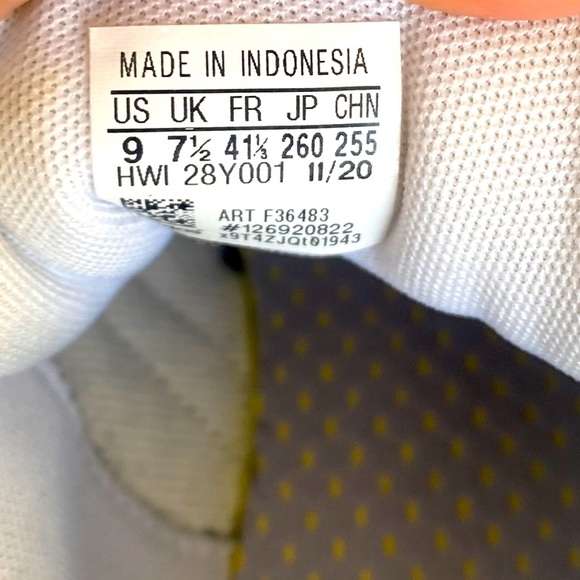 MADE IN INDONESIA
US UK FR JP CHN
9 7½ 41⅓ 260 255
HWI 28Y001 11/20
ART F36483
#126920822
x9T4ZJQt01943